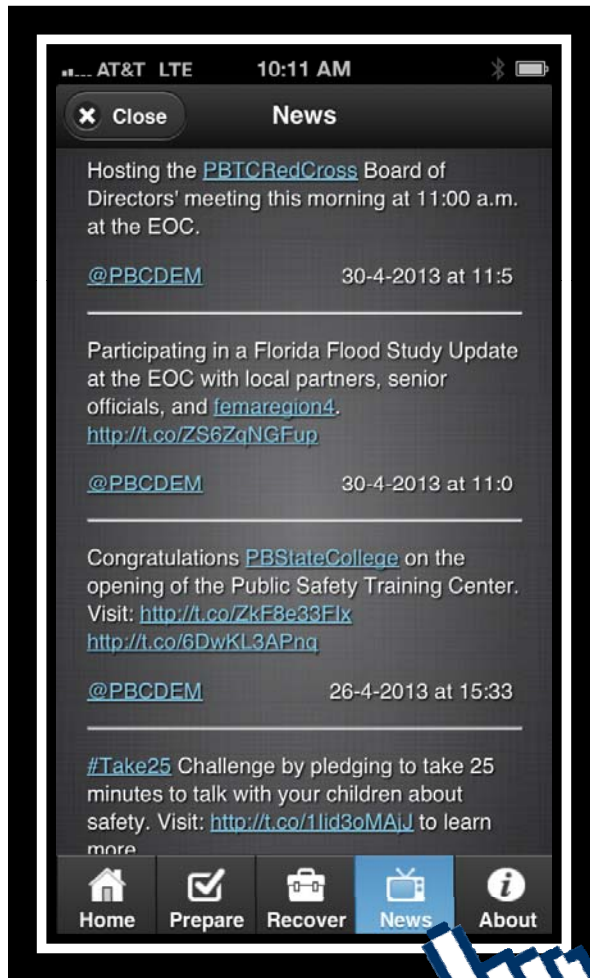 AT&T LTE 10:11 AM
Close News
Hosting the PBTCRedCross Board of
Directors' meeting this morning at 11:00 a.m.
at the EOC.
@PBCDEM 30-4-2013 at 11:5
Participating in a Florida Flood Study Update
at the EOC with local partners, senior
officials, and femaregion4.
http://t.co/ZS6ZqNGFup
@PBCDEM 30-4-2013 at 11:0
Congratulations PBStateCollege on the
opening of the Public Safety Training Center.
Visit: http://t.co/ZkF8e33FIx
http://t.co/6DwKL3APnq
@PBCDEM 26-4-2013 at 15:33
#Take25 Challenge by pledging to take 25
minutes to talk with your children about
safety. Visit: http://t.co/1Iid3oMAjJ to learn
more
Home Prepare Recover News About